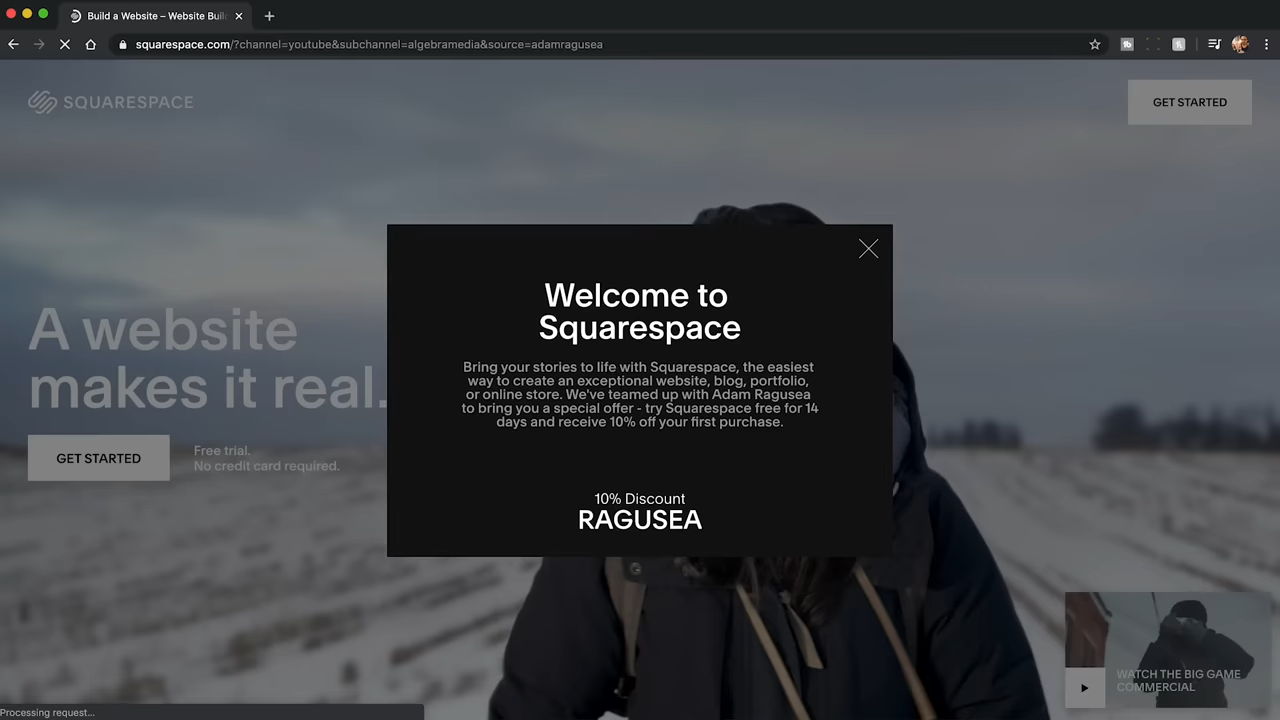 Build a Website – Website Buil
squarespace.com/?channel=youtube&subchannel=algebramedia&source=adamragusea
SQUARESPACE
GET STARTED
Welcome to
Squarespace
Bring your stories to life with Squarespace, the easiest
way to create an exceptional website, blog, portfolio,
or online store. We've teamed up with Adam Ragusea
to bring you a special offer - try Squarespace free for 14
days and receive 10% off your first purchase.
10% Discount
RAGUSEA
A website
makes it real.
GET STARTED
Free trial.
No credit card required.
WATCH THE BIG GAME
COMMERCIAL
Processing request...